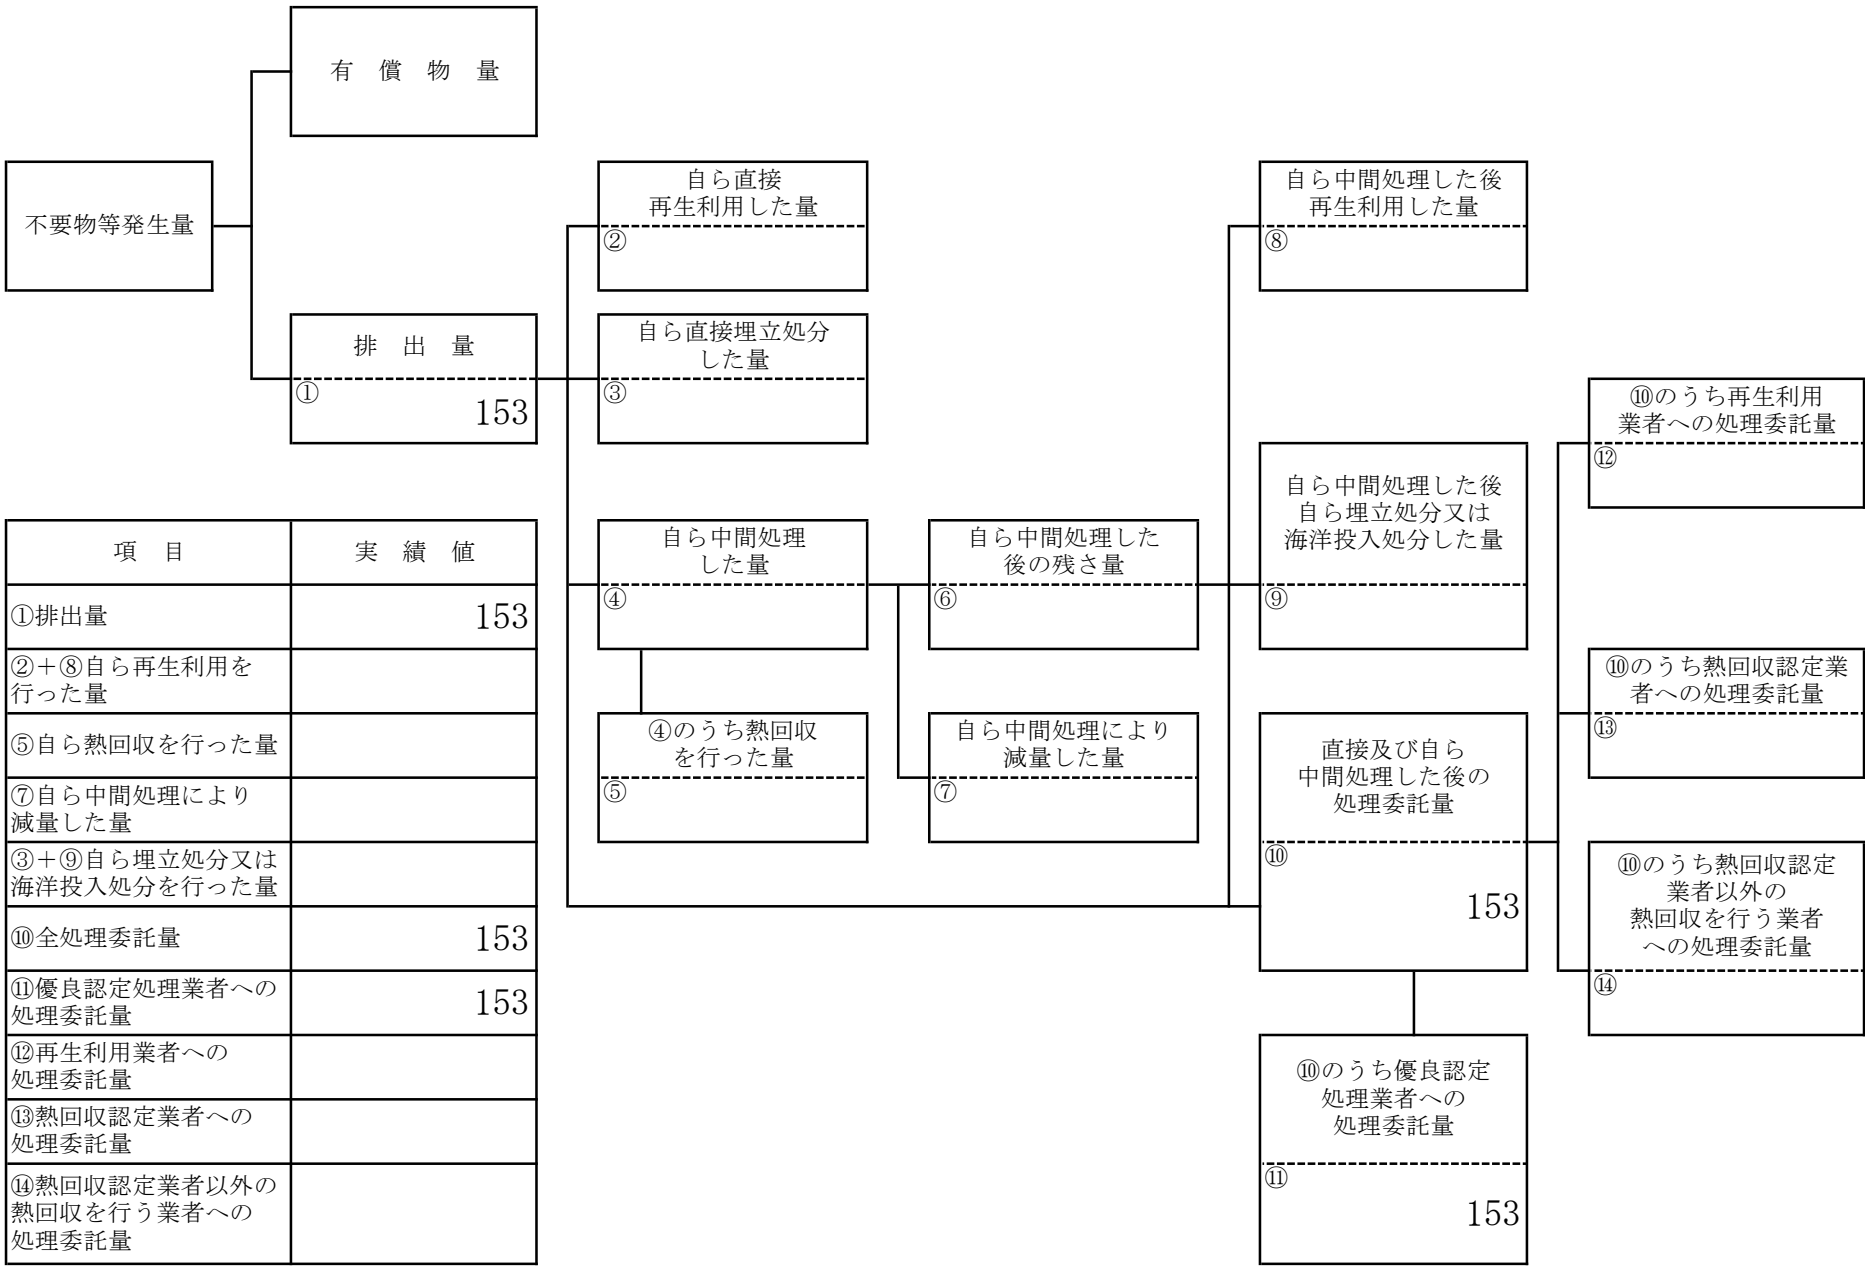 有　償　物　量
不要物等発生量
排　出　量
①
153
自ら直接
再生利用した量
②
自ら直接埋立処分
した量
③
自ら中間処理
した量
④
④のうち熱回収
を行った量
⑤
自ら中間処理した
後の残さ量
⑥
自ら中間処理により
減量した量
⑦
自ら中間処理した後
再生利用した量
⑧
自ら中間処理した後
自ら埋立処分又は
海洋投入処分した量
⑨
直接及び自ら
中間処理した後の
処理委託量
⑩
153
⑩のうち優良認定
処理業者への
処理委託量
⑪
153
⑩のうち再生利用
業者への処理委託量
⑫
⑩のうち熱回収認定業
者への処理委託量
⑬
⑩のうち熱回収認定
業者以外の
熱回収を行う業者
への処理委託量
⑭
項　目　実　績　値
①排出量　153
②＋⑧自ら再生利用を
行った量
⑤自ら熱回収を行った量
⑦自ら中間処理により
減量した量
③＋⑨自ら埋立処分又は
海洋投入処分を行った量
⑩全処理委託量　153
⑪優良認定処理業者への
処理委託量　153
⑫再生利用業者への
処理委託量
⑬熱回収認定業者への
処理委託量
⑭熱回収認定業者以外の
熱回収を行う業者への
処理委託量